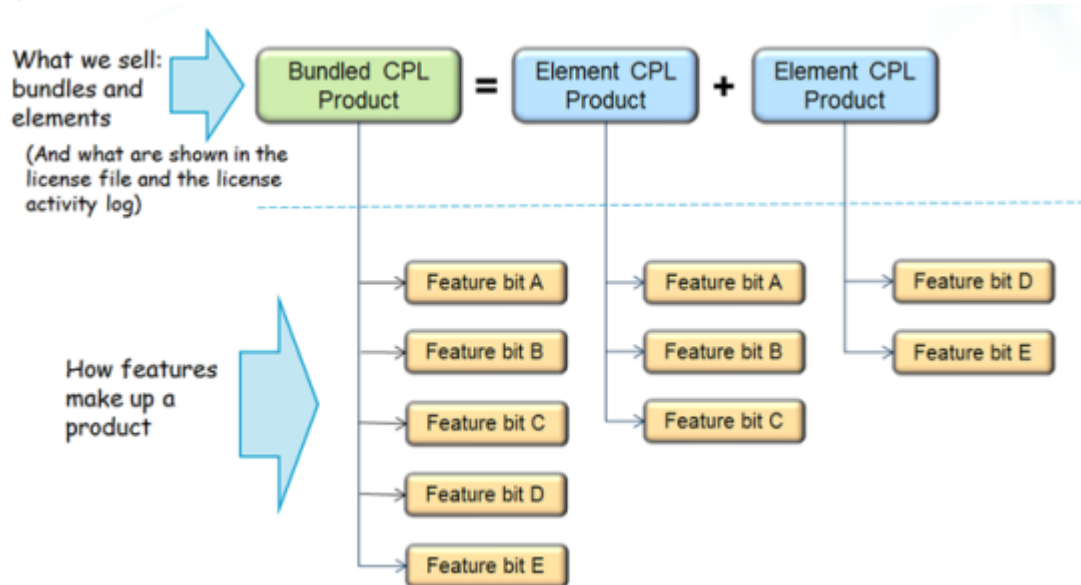 What we sell:
bundles and
elements
(And what are shown in the
license file and the license
activity log)
Bundled CPL
Product
=
Element CPL
Product
+
Element CPL
Product
How features
make up a
product
Feature bit A
Feature bit B
Feature bit C
Feature bit D
Feature bit E
Feature bit A
Feature bit B
Feature bit C
Feature bit D
Feature bit E